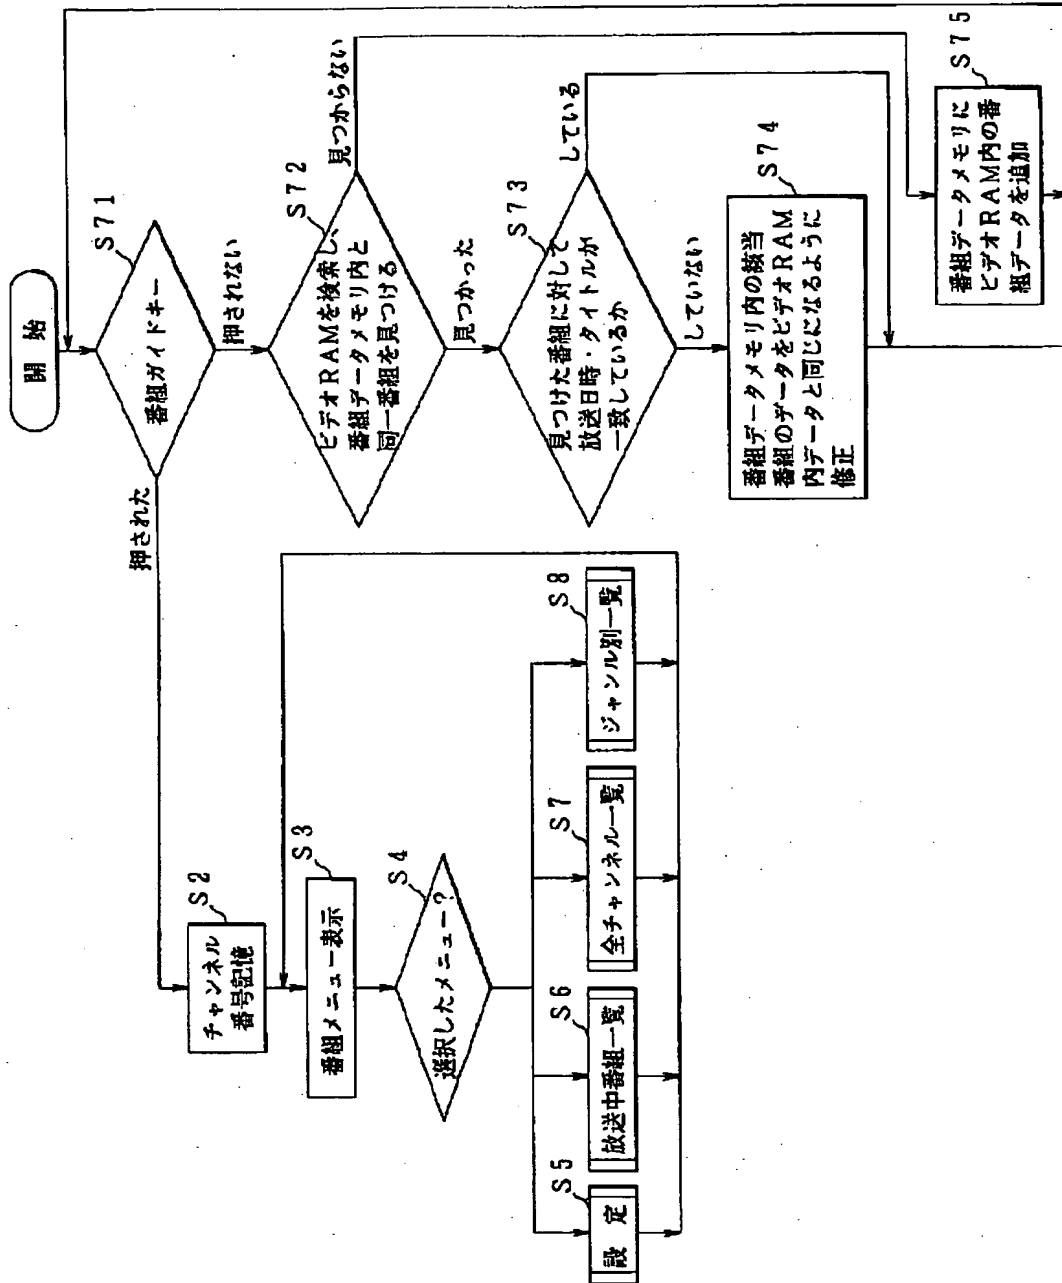 開 始
S71
番組ガイドキー
押された
押されない
S72
ビデオRAMを検索し、
番組データメモリ内と
同一番組を見つける
見つからない
見つかった
S73
見つけた番組に対して
放送日時・タイトルが
一致しているか
している
していない
S74
番組データメモリ内の該当
番組のデータをビデオRAM
内データと同じになるように
修正
S75
番組データメモリに
ビデオRAM内の番
組データを追加
S2
チャンネル
番号記憶
S3
番組メニュー表示
S4
選択したメニュー?
S5
設 定
S6
放送中番組一覧
S7
全チャンネル一覧
S8
ジャンル別一覧